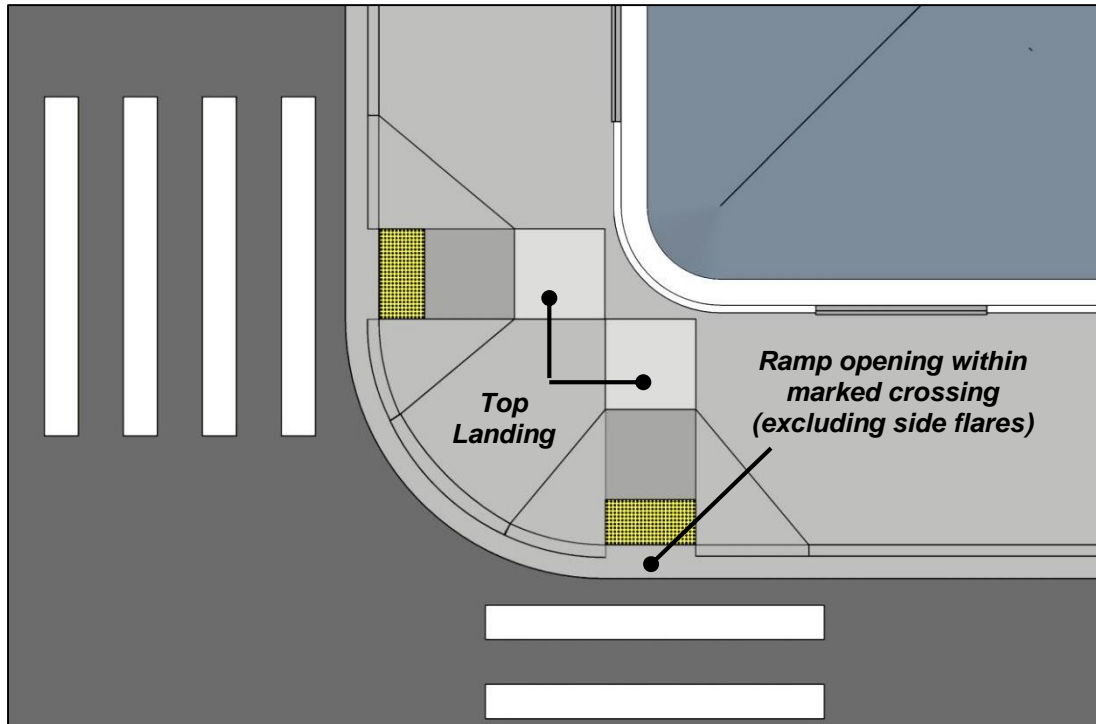 Top
Landing
Ramp opening within
marked crossing
(excluding side flares)